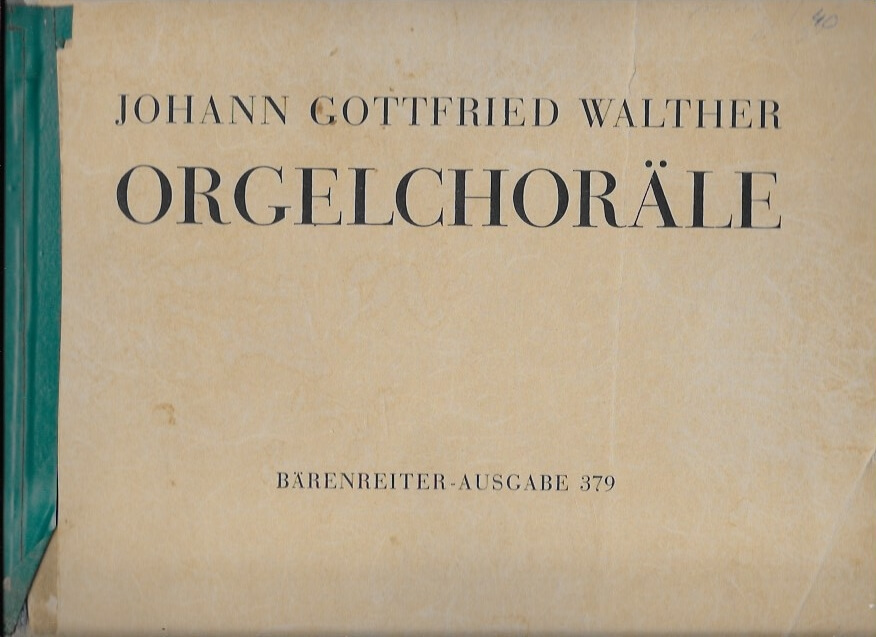 40
JOHANN GOTTFRIED WALTHER
ORGELCHORÄLE
BÄRENREITER-AUSGABE 379